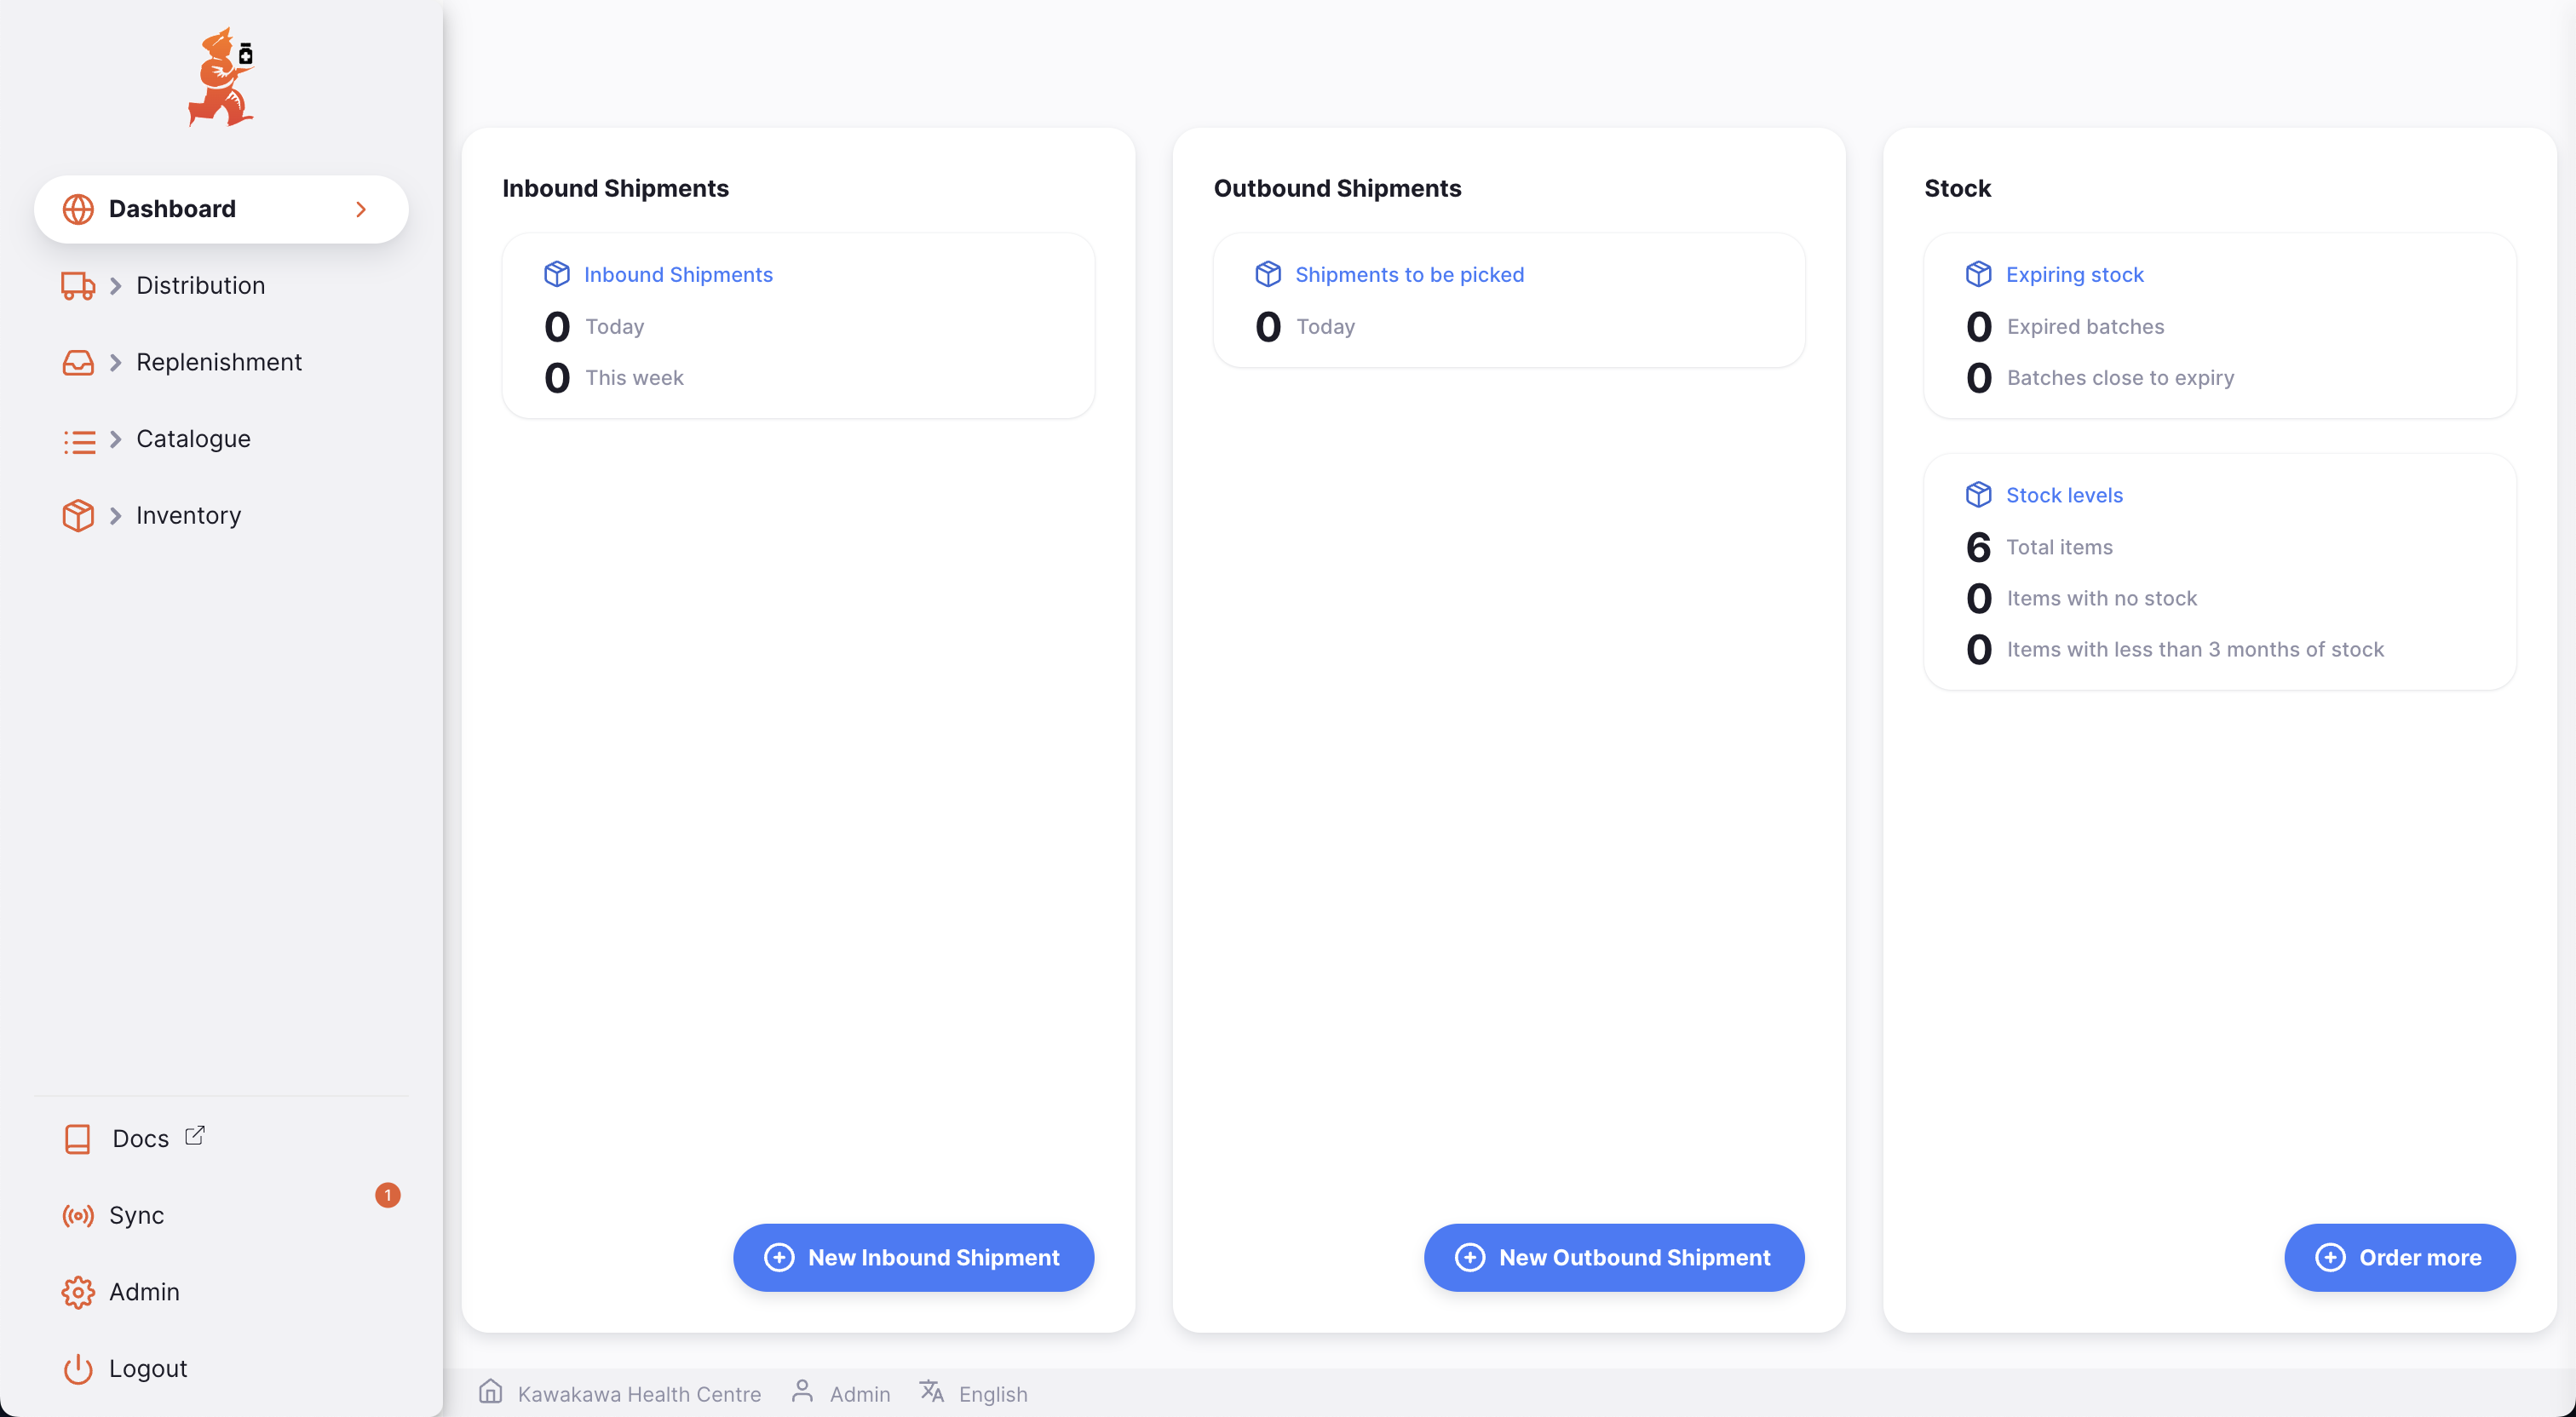 Dashboard
Distribution
Replenishment
Catalogue
Inventory
Docs
1
Sync
Admin
Logout
Inbound Shipments
Inbound Shipments
0 Today
0 This week
New Inbound Shipment
Outbound Shipments
Shipments to be picked
0 Today
New Outbound Shipment
Stock
Expiring stock
0 Expired batches
0 Batches close to expiry
Stock levels
6 Total items
0 Items with no stock
0 Items with less than 3 months of stock
Order more
Kawakawa Health Centre Admin English